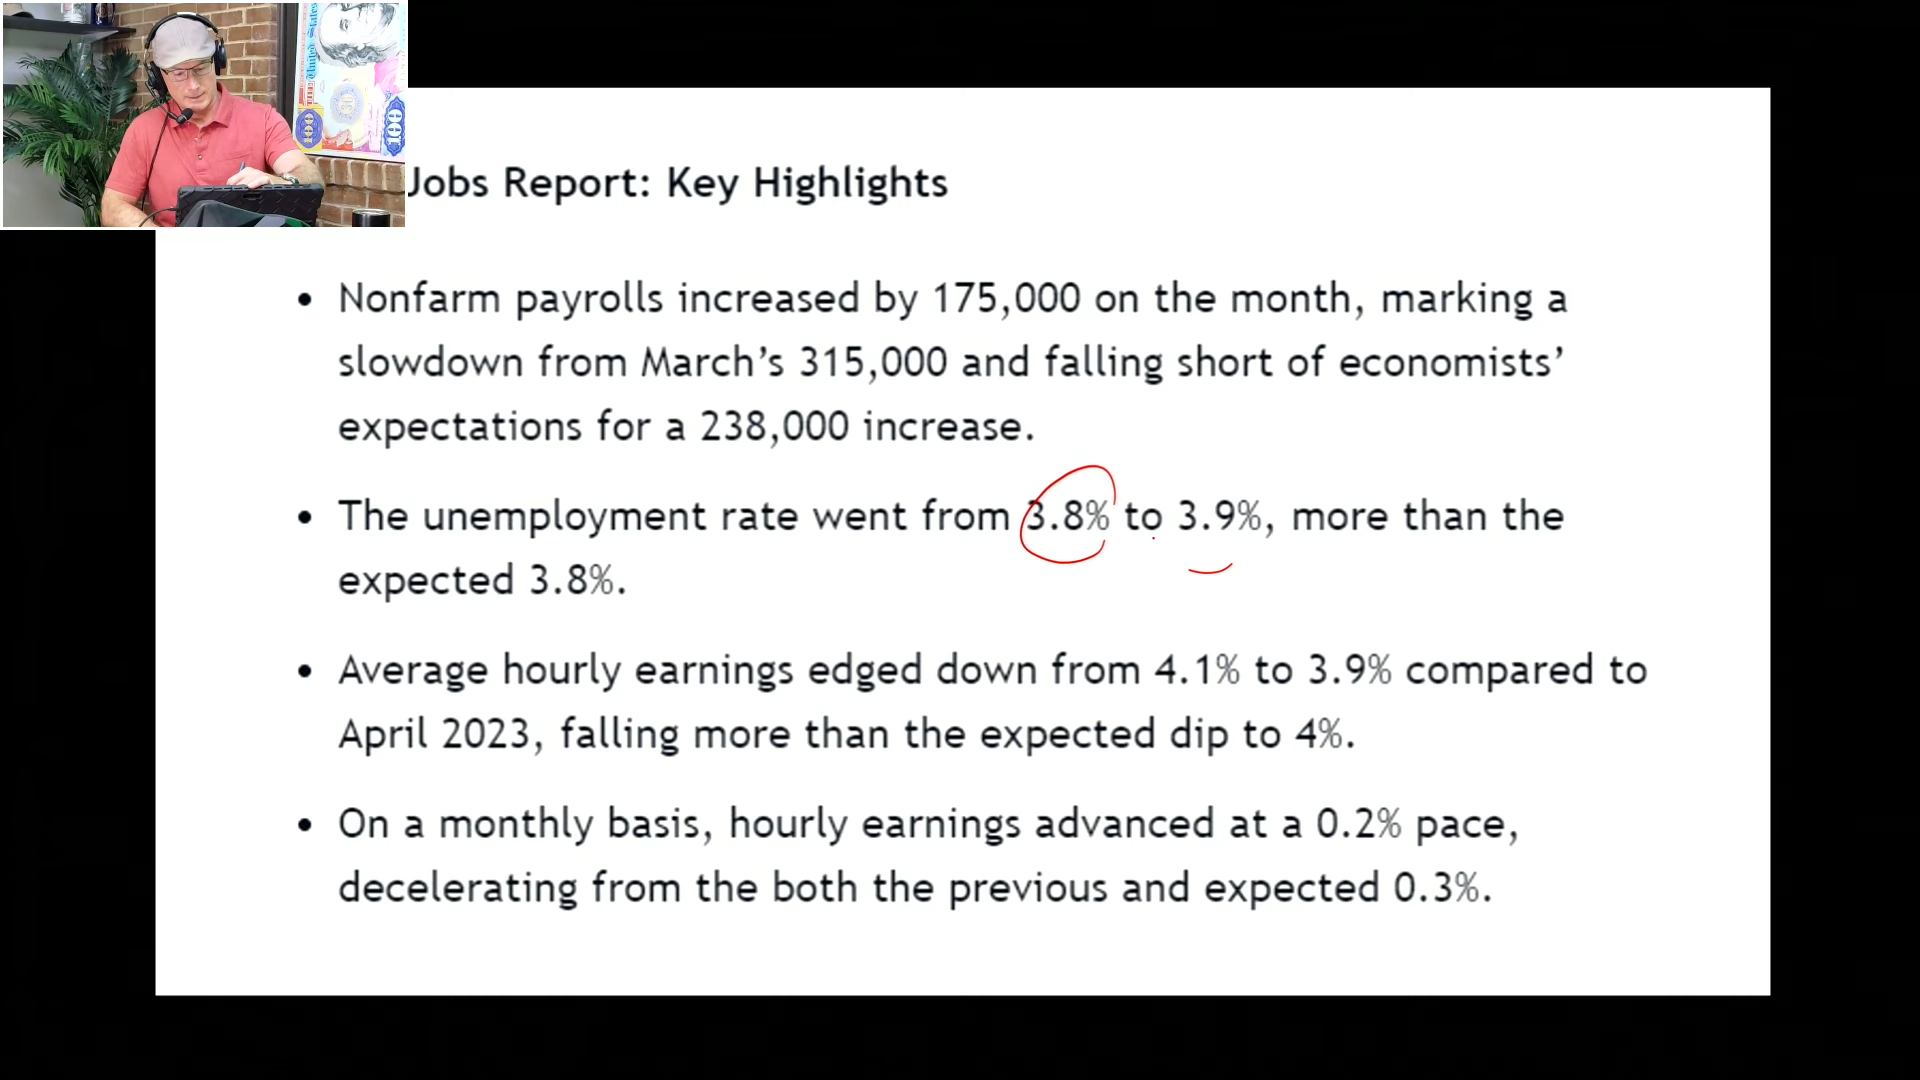 Jobs Report: Key Highlights
• Nonfarm payrolls increased by 175,000 on the month, marking a
slowdown from March’s 315,000 and falling short of economists’
expectations for a 238,000 increase.
• The unemployment rate went from 3.8% to 3.9%, more than the
expected 3.8%.
• Average hourly earnings edged down from 4.1% to 3.9% compared to
April 2023, falling more than the expected dip to 4%.
• On a monthly basis, hourly earnings advanced at a 0.2% pace,
decelerating from the both the previous and expected 0.3%.